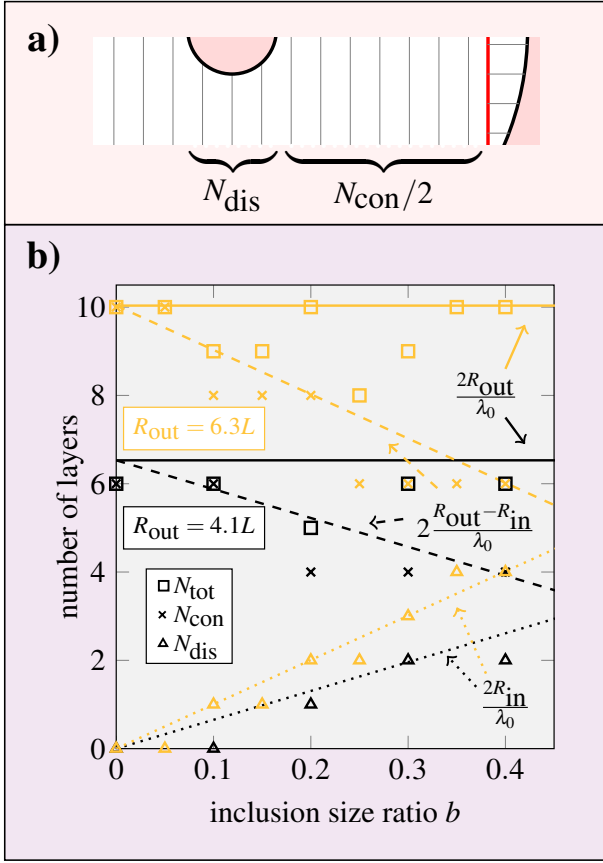 a)
N_dis N_con/2
b)
10
8
6
4
2
0
number of layers
2R_out/λ_0
R_out = 6.3L
R_out = 4.1L
2 (R_out−R_in)/λ_0
N_tot
N_con
N_dis
2R_in/λ_0
0 0.1 0.2 0.3 0.4
inclusion size ratio b